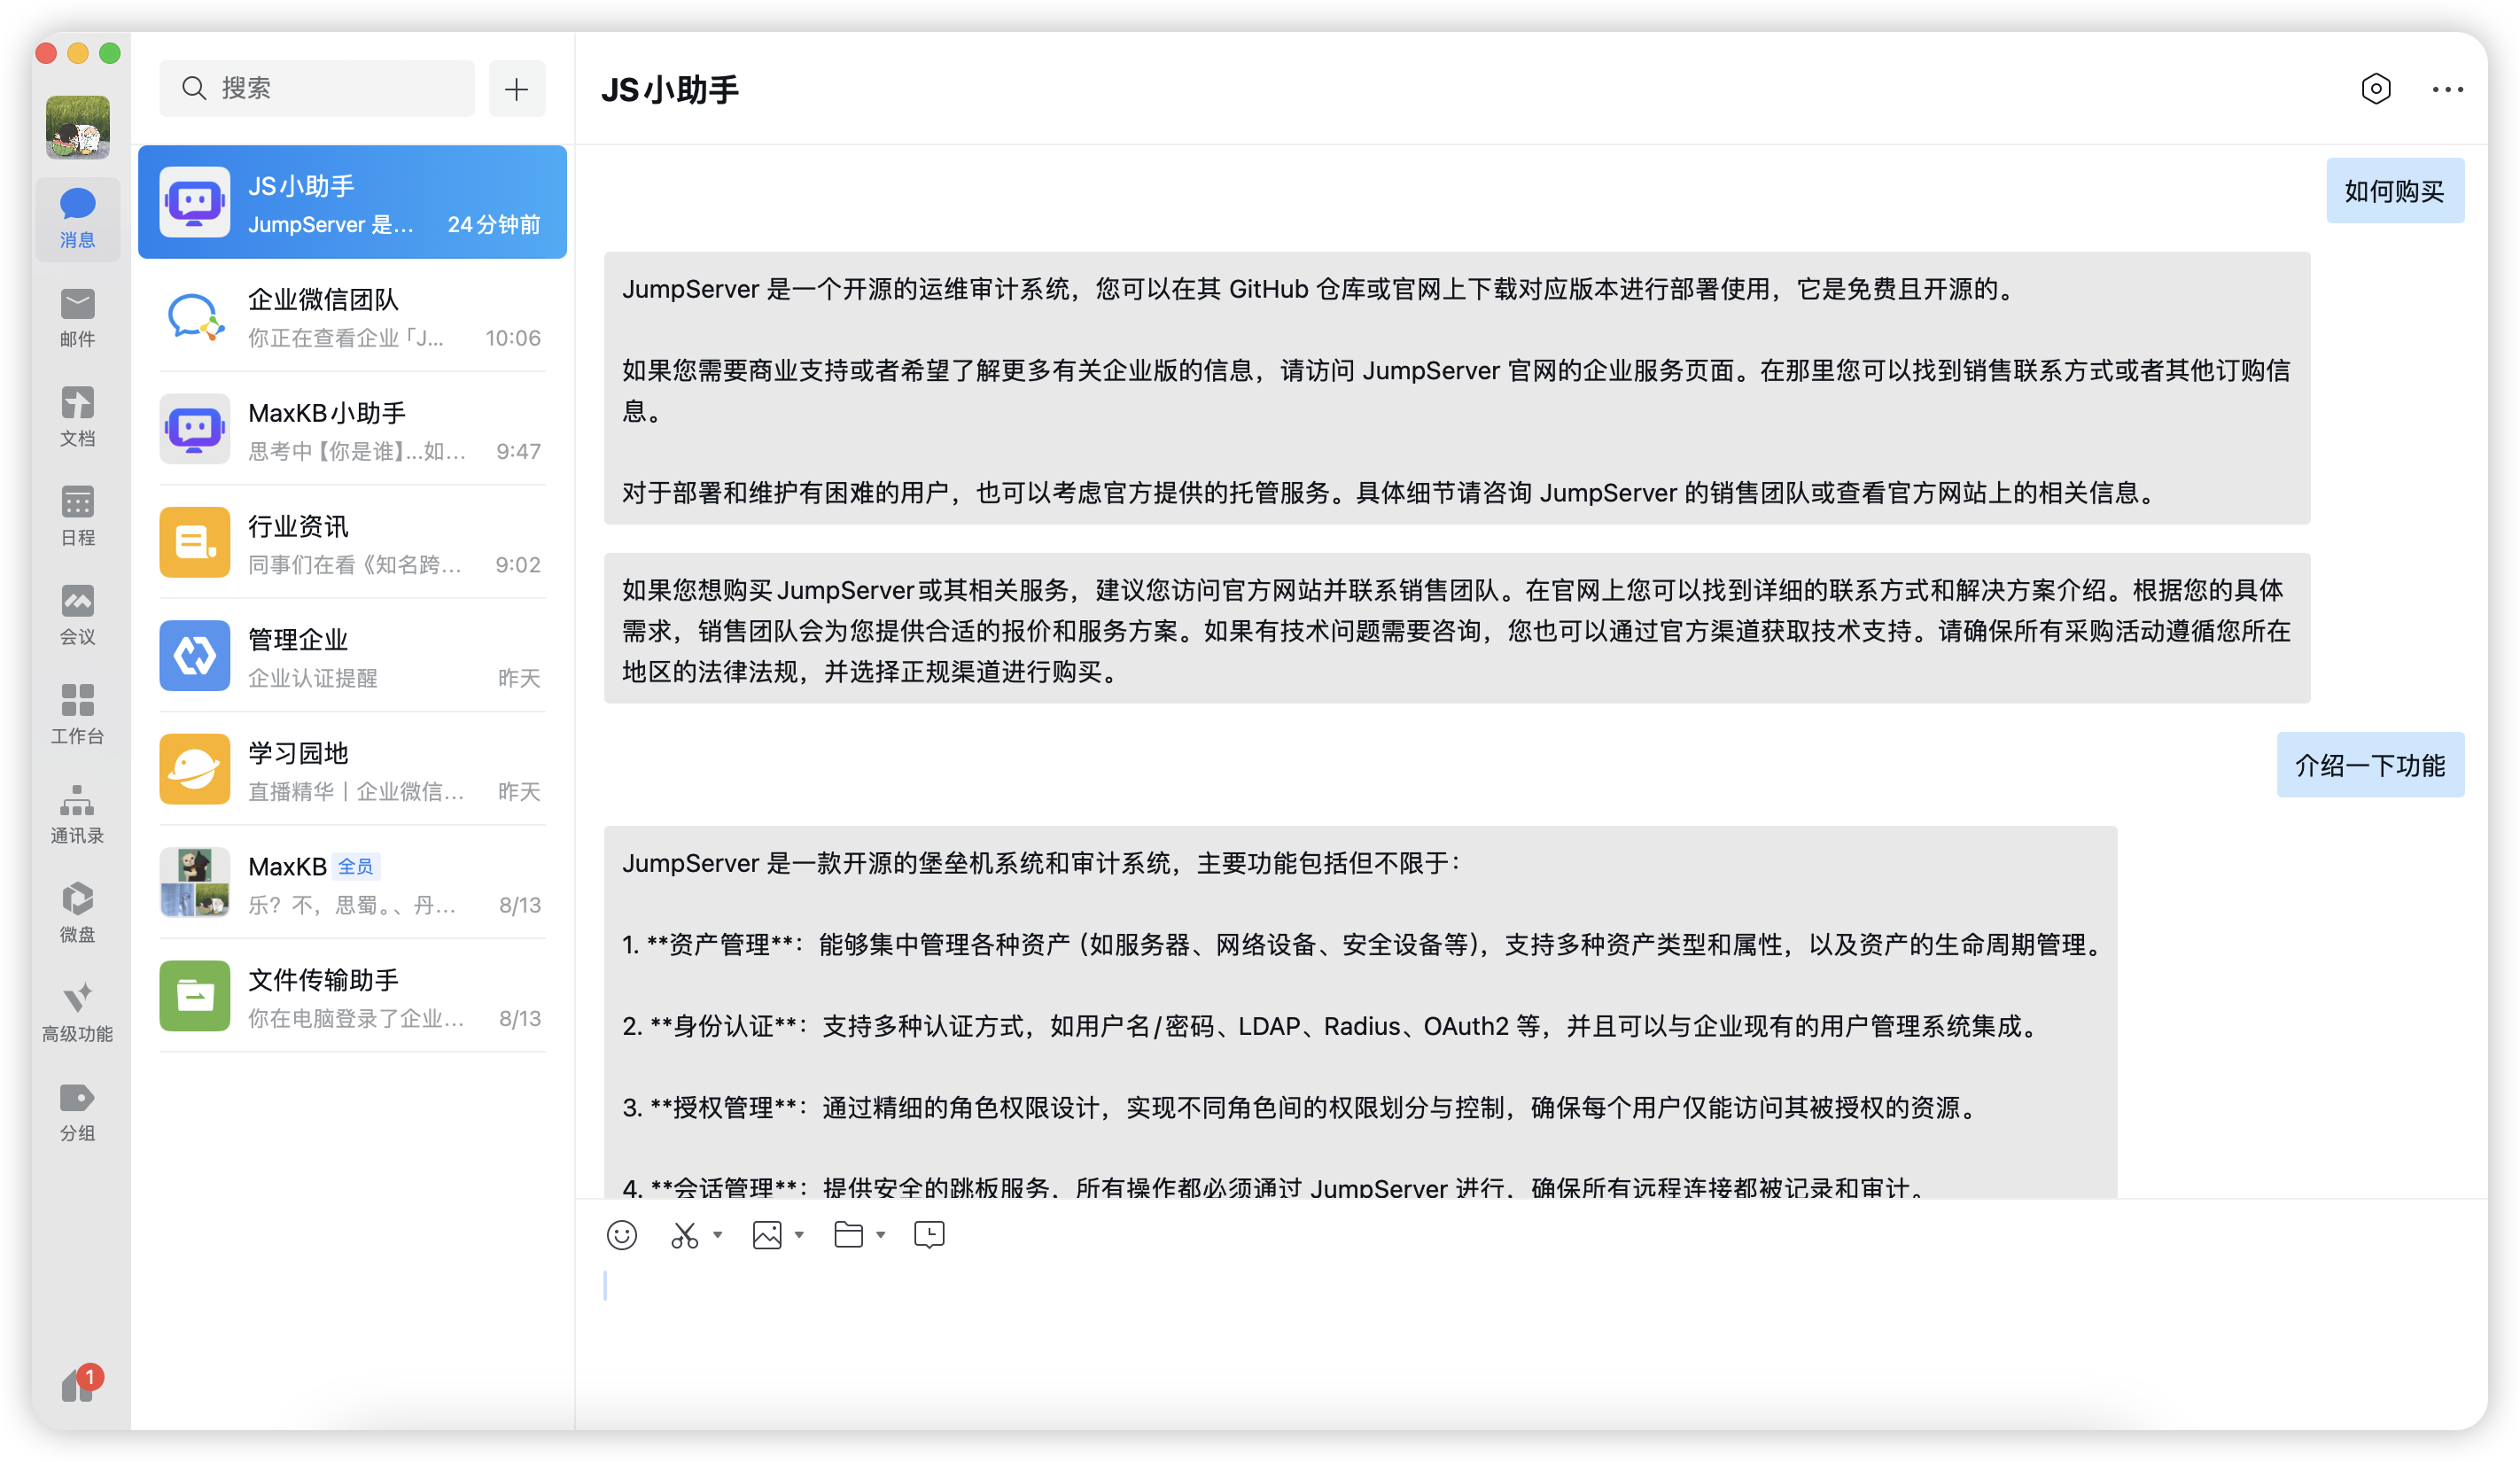 消息
邮件
文档
日程
会议
工作台
通讯录
微盘
高级功能
分组
1
搜索
JS小助手
JumpServer 是... 24分钟前
企业微信团队
你正在查看企业「J... 10:06
MaxKB小助手
思考中【你是谁】...如... 9:47
行业资讯
同事们在看《知名跨... 9:02
管理企业
企业认证提醒 昨天
学习园地
直播精华丨企业微信... 昨天
MaxKB 全员
乐？不，思蜀。、丹... 8/13
文件传输助手
你在电脑登录了企业... 8/13
JS小助手
如何购买
JumpServer 是一个开源的运维审计系统，您可以在其 GitHub 仓库或官网上下载对应版本进行部署使用，它是免费且开源的。
如果您需要商业支持或者希望了解更多有关企业版的信息，请访问 JumpServer 官网的企业服务页面。在那里您可以找到销售联系方式或者其他订购信
息。
对于部署和维护有困难的用户，也可以考虑官方提供的托管服务。具体细节请咨询 JumpServer 的销售团队或查看官方网站上的相关信息。
如果您想购买JumpServer或其相关服务，建议您访问官方网站并联系销售团队。在官网上您可以找到详细的联系方式和解决方案介绍。根据您的具体
需求，销售团队会为您提供合适的报价和服务方案。如果有技术问题需要咨询，您也可以通过官方渠道获取技术支持。请确保所有采购活动遵循您所在
地区的法律法规，并选择正规渠道进行购买。
介绍一下功能
JumpServer 是一款开源的堡垒机系统和审计系统，主要功能包括但不限于：
1. **资产管理**：能够集中管理各种资产（如服务器、网络设备、安全设备等），支持多种资产类型和属性，以及资产的生命周期管理。
2. **身份认证**：支持多种认证方式，如用户名/密码、LDAP、Radius、OAuth2 等，并且可以与企业现有的用户管理系统集成。
3. **授权管理**：通过精细的角色权限设计，实现不同角色间的权限划分与控制，确保每个用户仅能访问其被授权的资源。
4. **会话管理**：提供安全的跳板服务，所有操作都必须通过 JumpServer 进行，确保所有远程连接都被记录和审计。